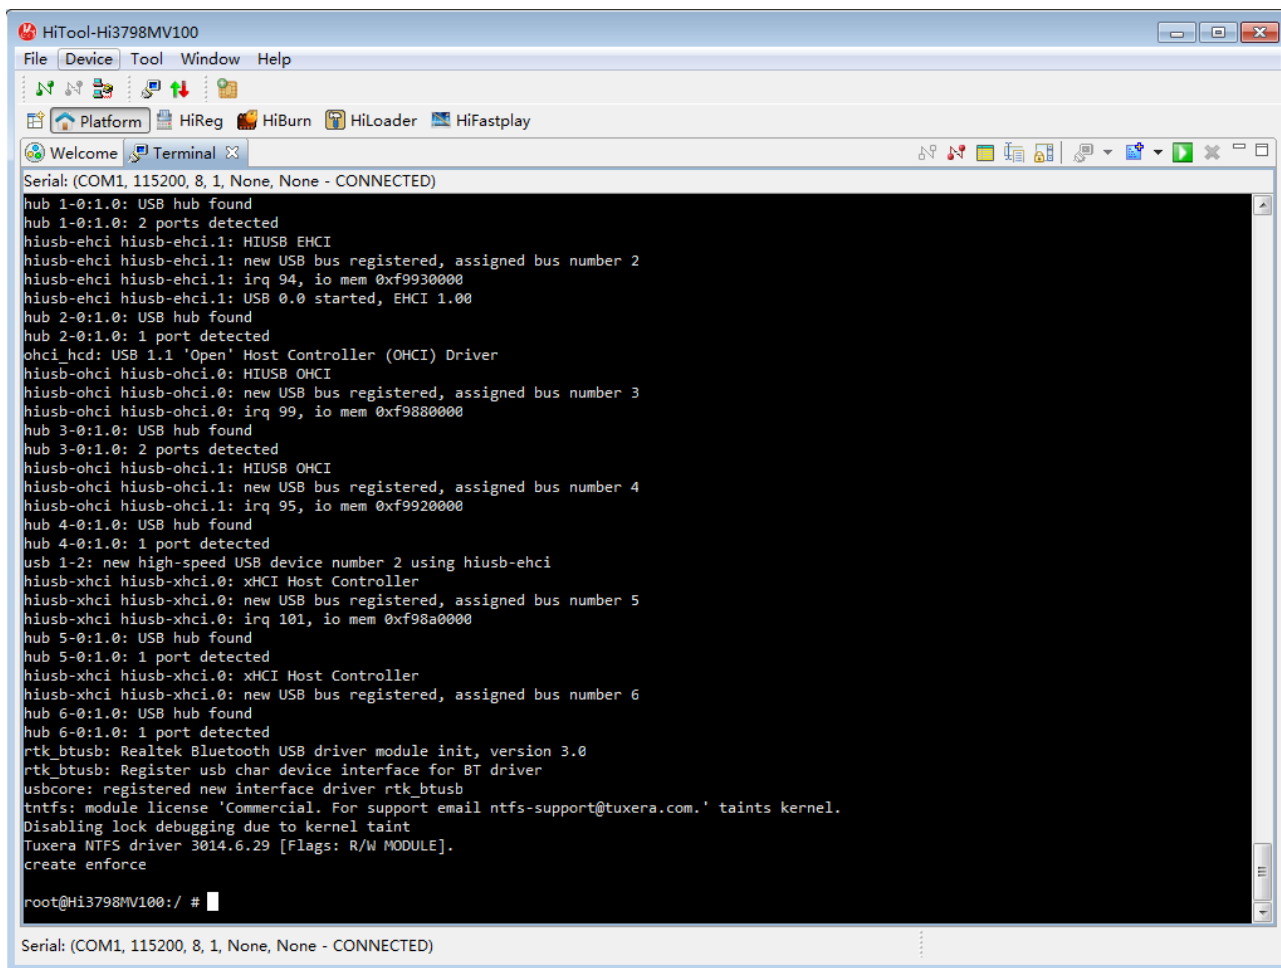 HiTool-Hi3798MV100
File Device Tool Window Help
Platform HiReg HiBurn HiLoader HiFastplay
Welcome Terminal
Serial: (COM1, 115200, 8, 1, None, None - CONNECTED)
hub 1-0:1.0: USB hub found
hub 1-0:1.0: 2 ports detected
hiusb-ehci hiusb-ehci.1: HIUSB EHCI
hiusb-ehci hiusb-ehci.1: new USB bus registered, assigned bus number 2
hiusb-ehci hiusb-ehci.1: irq 94, io mem 0xf9930000
hiusb-ehci hiusb-ehci.1: USB 0.0 started, EHCI 1.00
hub 2-0:1.0: USB hub found
hub 2-0:1.0: 1 port detected
ohci_hcd: USB 1.1 'Open' Host Controller (OHCI) Driver
hiusb-ohci hiusb-ohci.0: HIUSB OHCI
hiusb-ohci hiusb-ohci.0: new USB bus registered, assigned bus number 3
hiusb-ohci hiusb-ohci.0: irq 99, io mem 0xf9880000
hub 3-0:1.0: USB hub found
hub 3-0:1.0: 2 ports detected
hiusb-ohci hiusb-ohci.1: HIUSB OHCI
hiusb-ohci hiusb-ohci.1: new USB bus registered, assigned bus number 4
hiusb-ohci hiusb-ohci.1: irq 95, io mem 0xf9920000
hub 4-0:1.0: USB hub found
hub 4-0:1.0: 1 port detected
usb 1-2: new high-speed USB device number 2 using hiusb-ehci
hiusb-xhci hiusb-xhci.0: xHCI Host Controller
hiusb-xhci hiusb-xhci.0: new USB bus registered, assigned bus number 5
hiusb-xhci hiusb-xhci.0: irq 101, io mem 0xf98a0000
hub 5-0:1.0: USB hub found
hub 5-0:1.0: 1 port detected
hiusb-xhci hiusb-xhci.0: xHCI Host Controller
hiusb-xhci hiusb-xhci.0: new USB bus registered, assigned bus number 6
hub 6-0:1.0: USB hub found
hub 6-0:1.0: 1 port detected
rtk_btusb: Realtek Bluetooth USB driver module init, version 3.0
rtk_btusb: Register usb char device interface for BT driver
usbcore: registered new interface driver rtk_btusb
tntfs: module license 'Commercial. For support email ntfs-support@tuxera.com.' taints kernel.
Disabling lock debugging due to kernel taint
Tuxera NTFS driver 3014.6.29 [Flags: R/W MODULE].
create enforce
root@Hi3798MV100:/ #
Serial: (COM1, 115200, 8, 1, None, None - CONNECTED)